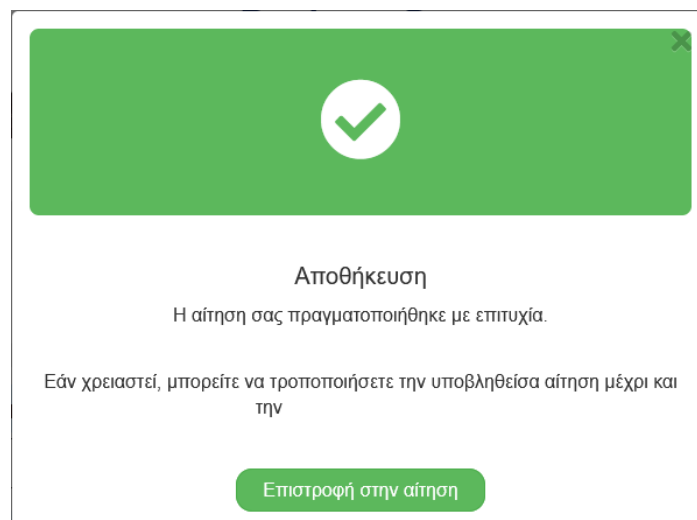 Αποθήκευση
Η αίτηση σας πραγματοποιήθηκε με επιτυχία.
Εάν χρειαστεί, μπορείτε να τροποποιήσετε την υποβληθείσα αίτηση μέχρι και
την
Επιστροφή στην αίτηση